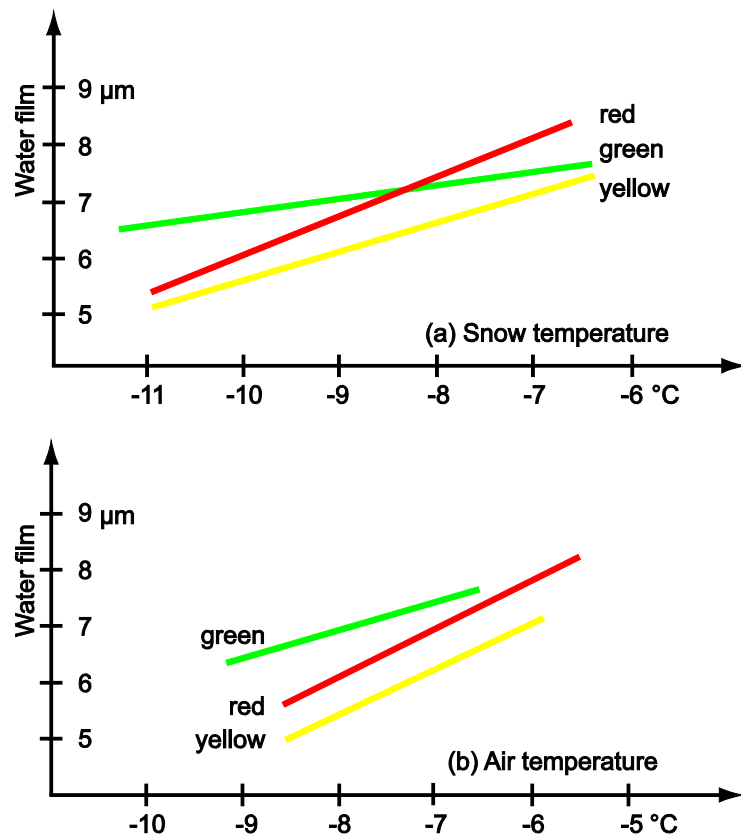 Water film
9 µm
8
7
6
5
red
green
yellow
(a) Snow temperature
-11 -10 -9 -8 -7 -6 °C
Water film
9 µm
8
7
6
5
green
red
yellow
(b) Air temperature
-10 -9 -8 -7 -6 -5 °C